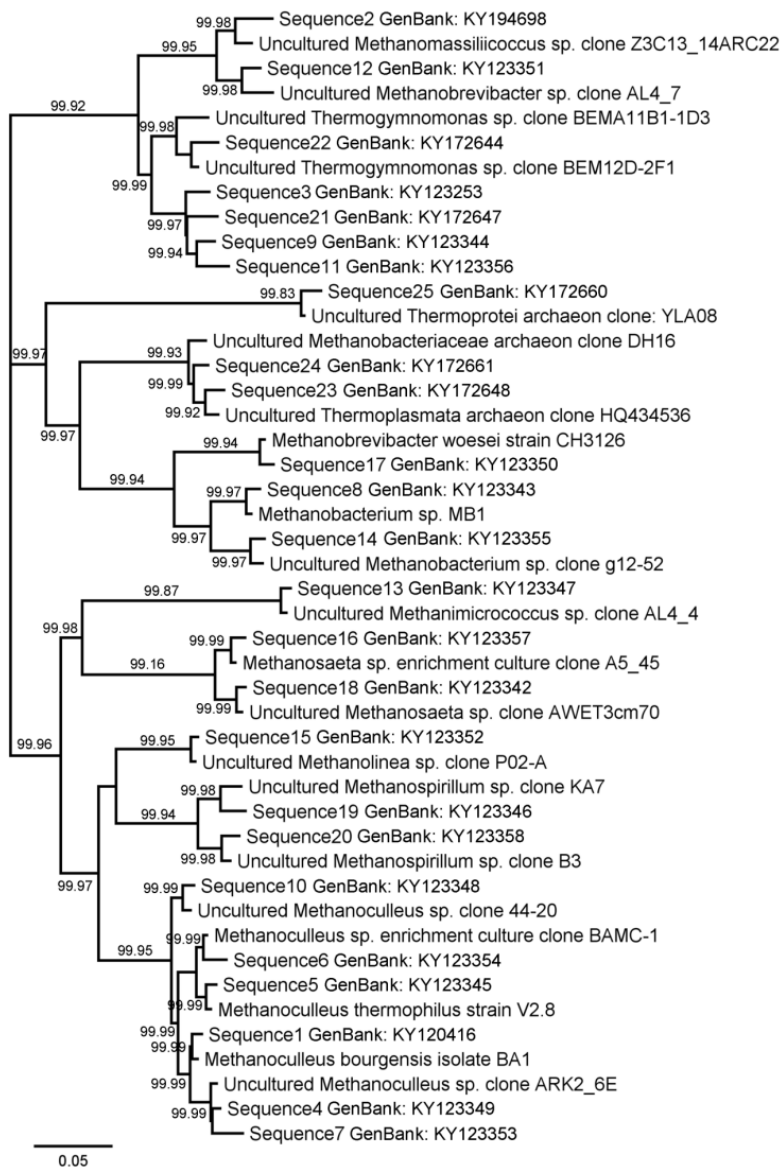 99.98
Sequence2 GenBank: KY194698
99.95
Uncultured Methanomassiliicoccus sp. clone Z3C13_14ARC22
Sequence12 GenBank: KY123351
99.98
Uncultured Methanobrevibacter sp. clone AL4_7
99.92
Uncultured Thermogymnomonas sp. clone BEMA11B1-1D3
99.98
Sequence22 GenBank: KY172644
Uncultured Thermogymnomonas sp. clone BEM12D-2F1
99.99
Sequence3 GenBank: KY123253
99.97
Sequence21 GenBank: KY172647
Sequence9 GenBank: KY123344
99.94
Sequence11 GenBank: KY123356
99.83
Sequence25 GenBank: KY172660
Uncultured Thermoprotei archaeon clone: YLA08
Uncultured Methanobacteriaceae archaeon clone DH16
99.97
99.93
Sequence24 GenBank: KY172661
99.99
Sequence23 GenBank: KY172648
99.92
Uncultured Thermoplasmata archaeon clone HQ434536
99.97
99.94
Methanobrevibacter woesei strain CH3126
Sequence17 GenBank: KY123350
99.94
99.97
Sequence8 GenBank: KY123343
Methanobacterium sp. MB1
99.97
Sequence14 GenBank: KY123355
99.97
Uncultured Methanobacterium sp. clone g12-52
99.87
Sequence13 GenBank: KY123347
Uncultured Methanimicrococcus sp. clone AL4_4
99.98
99.99
Sequence16 GenBank: KY123357
Methanosaeta sp. enrichment culture clone A5_45
99.16
Sequence18 GenBank: KY123342
99.99
Uncultured Methanosaeta sp. clone AWET3cm70
99.95
Sequence15 GenBank: KY123352
99.96
Uncultured Methanolinea sp. clone P02-A
Uncultured Methanospirillum sp. clone KA7
99.98
Sequence19 GenBank: KY123346
99.94
Sequence20 GenBank: KY123358
99.98
Uncultured Methanospirillum sp. clone B3
99.97
99.99
Sequence10 GenBank: KY123348
Uncultured Methanoculleus sp. clone 44-20
99.99
Methanoculleus sp. enrichment culture clone BAMC-1
99.95
Sequence6 GenBank: KY123354
Sequence5 GenBank: KY123345
99.99
Methanoculleus thermophilus strain V2.8
99.99
Sequence1 GenBank: KY120416
99.99
Methanoculleus bourgensis isolate BA1
99.99
Uncultured Methanoculleus sp. clone ARK2_6E
99.99
Sequence4 GenBank: KY123349
Sequence7 GenBank: KY123353
0.05